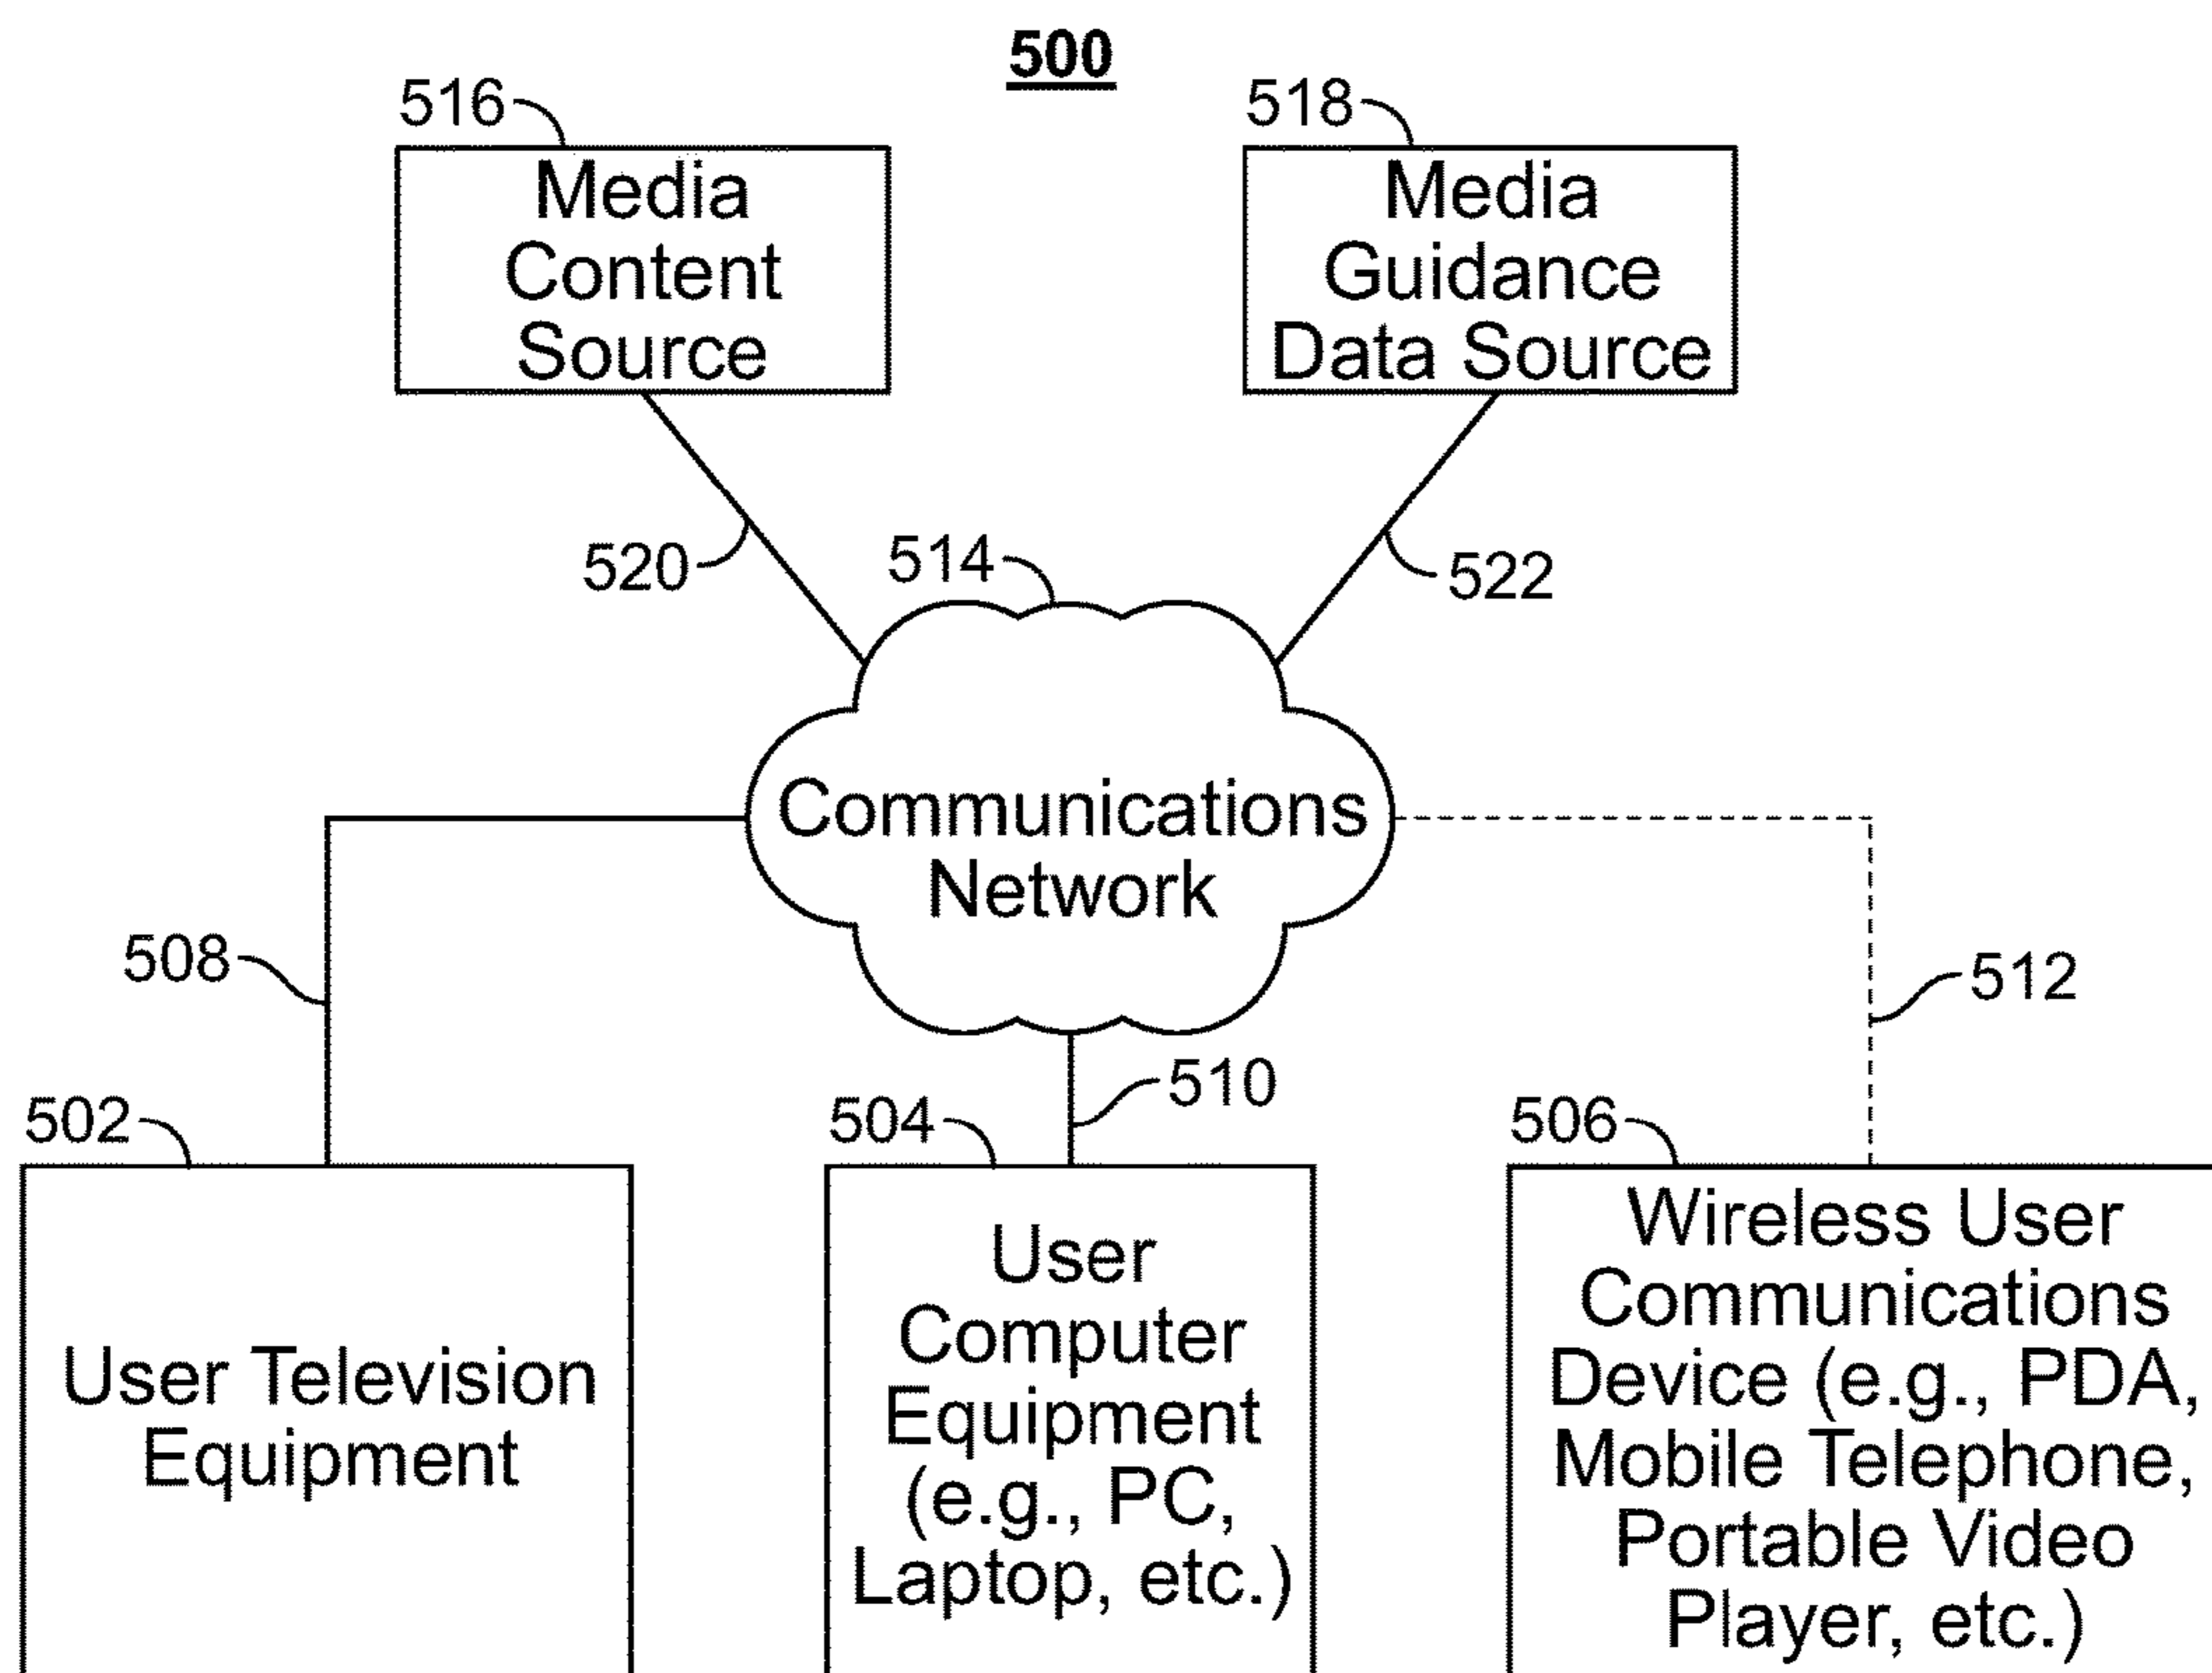 500
516
518
Media
Content
Source
Media
Guidance
Data Source
520
514
522
Communications
Network
508
512
510
502
504
506
User Television
Equipment
User
Computer
Equipment
(e.g., PC,
Laptop, etc.)
Wireless User
Communications
Device (e.g., PDA,
Mobile Telephone,
Portable Video
Player, etc.)